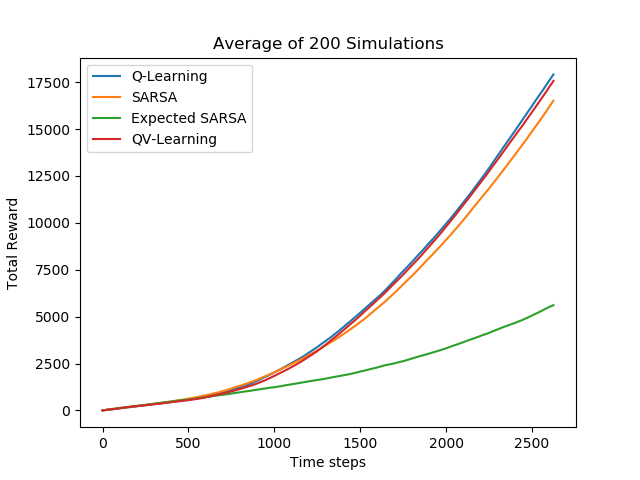 Average of 200 Simulations
Q-Learning
SARSA
Expected SARSA
QV-Learning
Total Reward
17500
15000
12500
10000
7500
5000
2500
0
0 500 1000 1500 2000 2500
Time steps